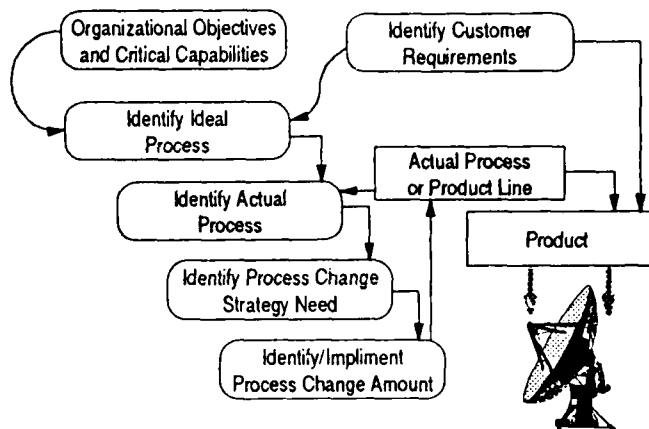 Organizational Objectives
and Critical Capabilities
Identify Customer
Requirements
Identify Ideal
Process
Actual Process
or Product Line
Identify Actual
Process
Product
Identify Process Change
Strategy Need
Identify/Impliment
Process Change Amount